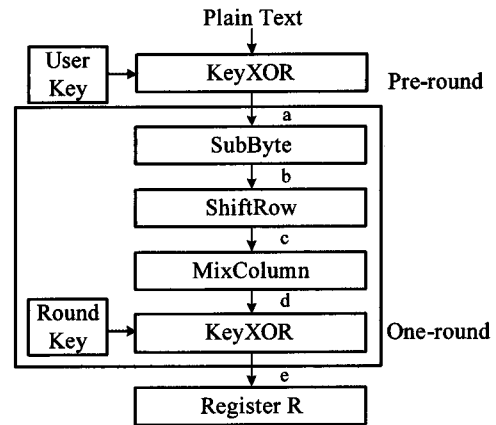 Plain Text
User
Key
KeyXOR
Pre-round
a
SubByte
b
ShiftRow
c
MixColumn
d
Round
Key
KeyXOR
One-round
e
Register R